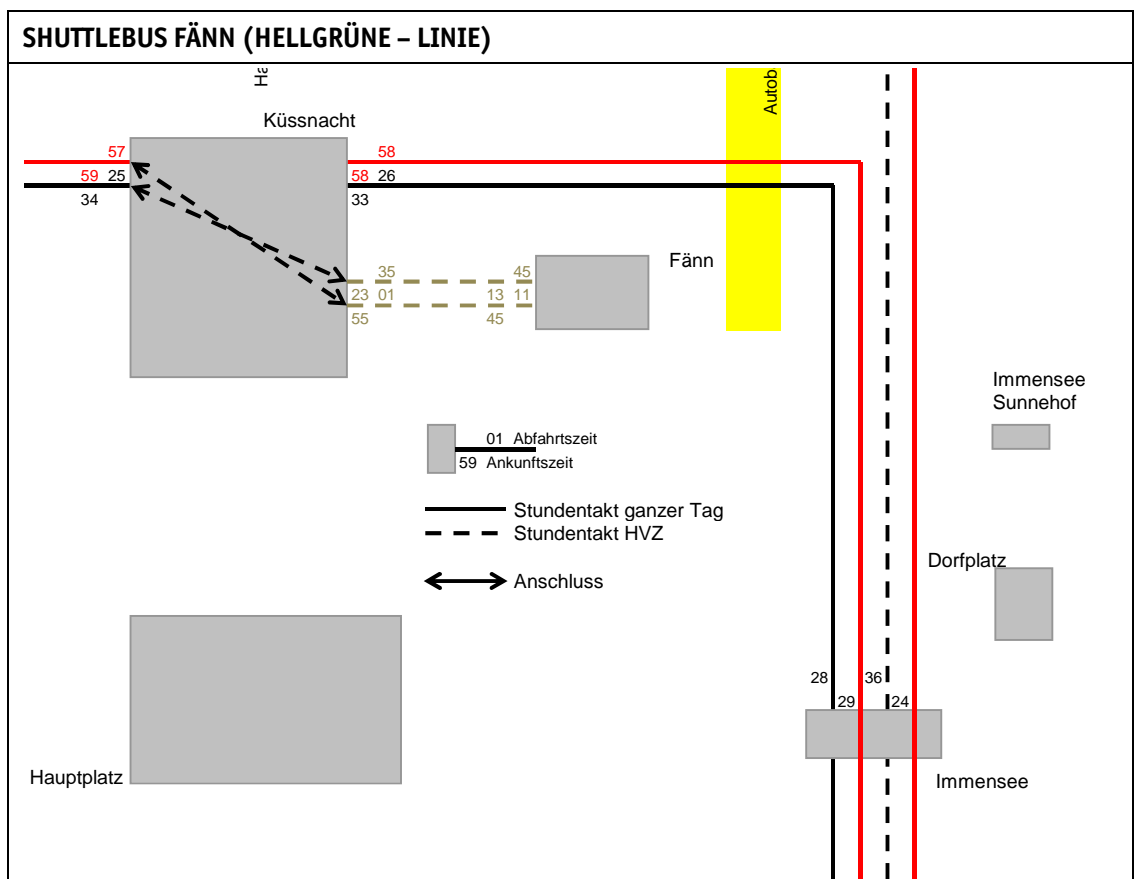 SHUTTLEBUS FÄNN (HELLGRÜNE – LINIE)
Küssnacht
57
58
59 25
58 26
34
33
Fänn
35
45
23 01
13 11
55
45
Immensee
Sunnehof
01 Abfahrtszeit
59 Ankunftszeit
Stundentakt ganzer Tag
Stundentakt HVZ
Dorfplatz
Anschluss
28
36
29
24
Hauptplatz
Immensee